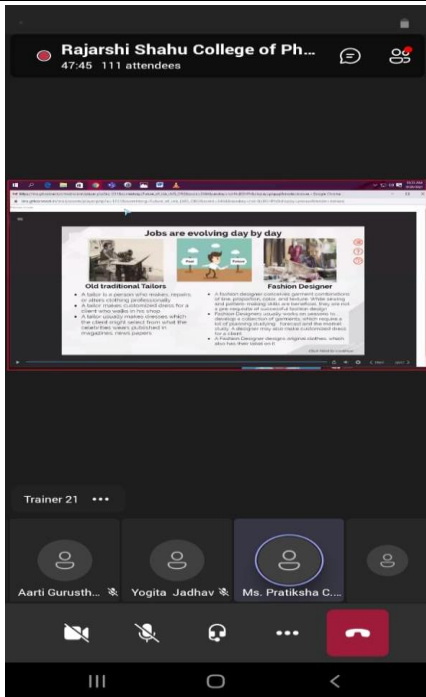 Rajarshi Shahu College of Ph...
47:45 111 attendees
Jobs are evolving day by day
Past
Future
Old traditional Tailors
A tailor is a person who makes, repairs
or alters clothing professionally
A tailor makes customized dress for a
client who walks in his shop
A tailor usually makes dresses which
the client might select from what the
celebrities wears published in
magazines, news papers
Fashion Designer
A fashion designer conceives garment combinations
of line, proportion, color, and texture. While sewing
and pattern making skills are beneficial, they are not
a pre requisite of successful fashion design
Fashion Designers usually works on seasons to
develop a collection of garments, which require a
lot of planning studying forecast and the market
study. A designer may also make customized dress
for a client
A Fashion Designer designs original clothes, which
also has their label on it
Trainer 21
Aarti Gurusth...
Yogita Jadhav
Ms. Pratiksha C...